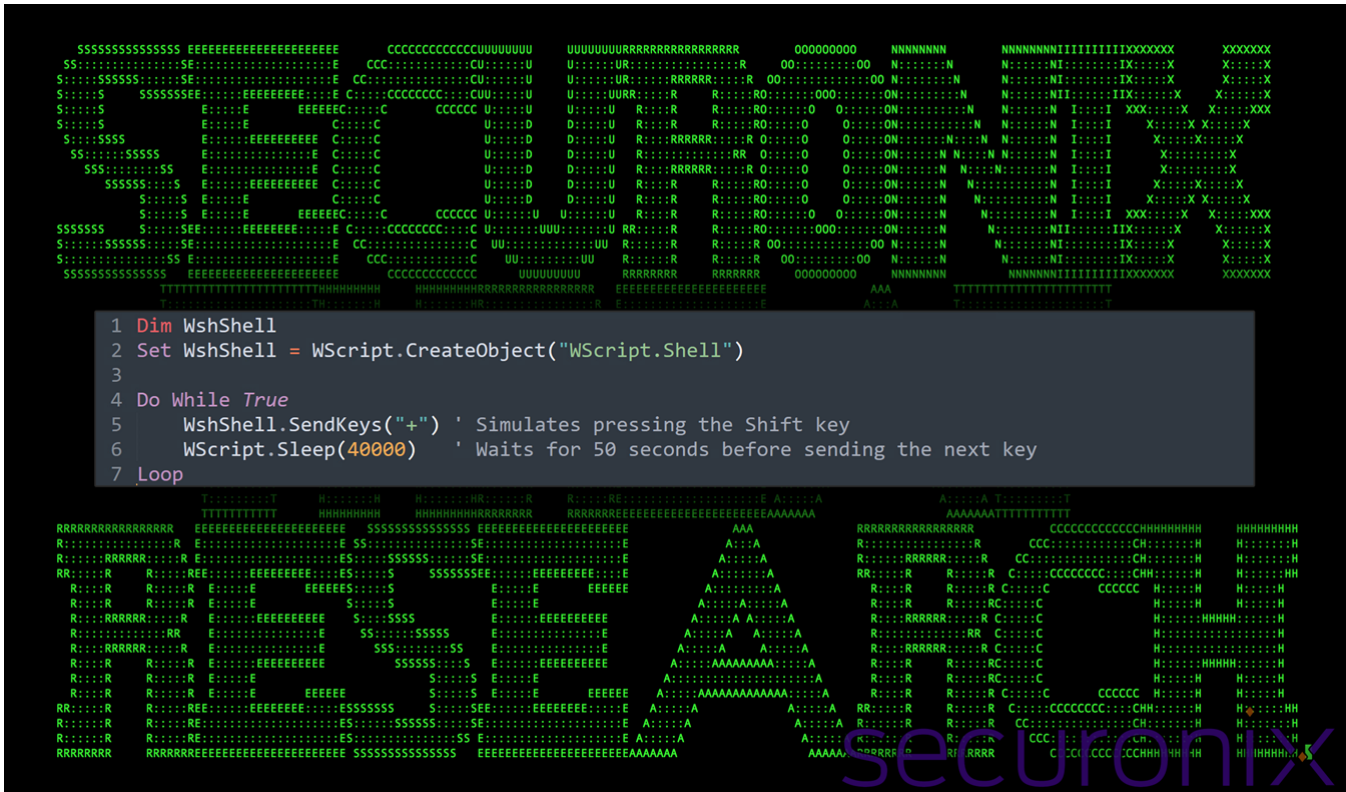 SECURONIX
THREAT
1 Dim WshShell
2 Set WshShell = WScript.CreateObject("WScript.Shell")
3
4 Do While True
5     WshShell.SendKeys("+") ' Simulates pressing the Shift key
6     WScript.Sleep(40000)   ' Waits for 50 seconds before sending the next key
7 Loop
RESEARCH
securonix